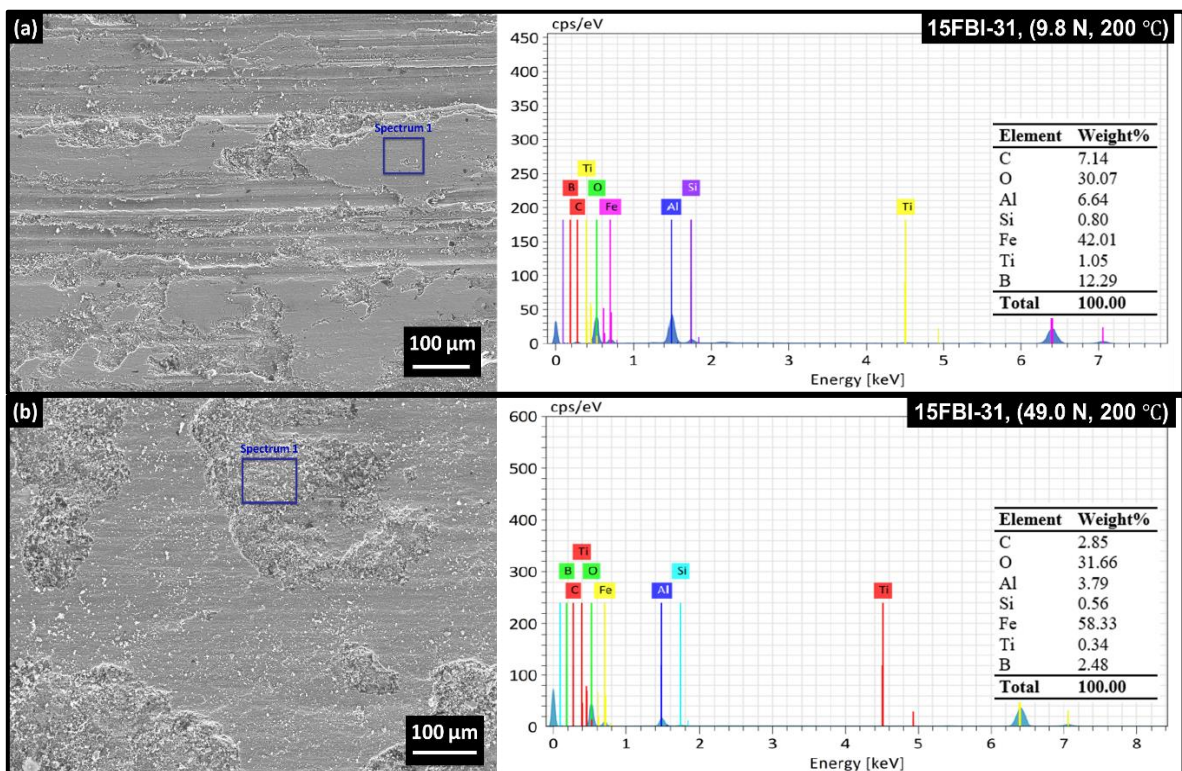 (a)
Spectrum 1
100 µm
15FBI-31, (9.8 N, 200 °C)
cps/eV
450
400
350
300
250
200
150
100
50
0
Ti
B O Si
C Fe Al Ti
0 1 2 3 4 5 6 7
Energy [keV]
Element Weight%
C 7.14
O 30.07
Al 6.64
Si 0.80
Fe 42.01
Ti 1.05
B 12.29
Total 100.00
(b)
Spectrum 1
100 µm
15FBI-31, (49.0 N, 200 °C)
cps/eV
600
500
400
300
200
100
0
Ti
B O Si
C Fe Al Ti
0 1 2 3 4 5 6 7 8
Energy [keV]
Element Weight%
C 2.85
O 31.66
Al 3.79
Si 0.56
Fe 58.33
Ti 0.34
B 2.48
Total 100.00